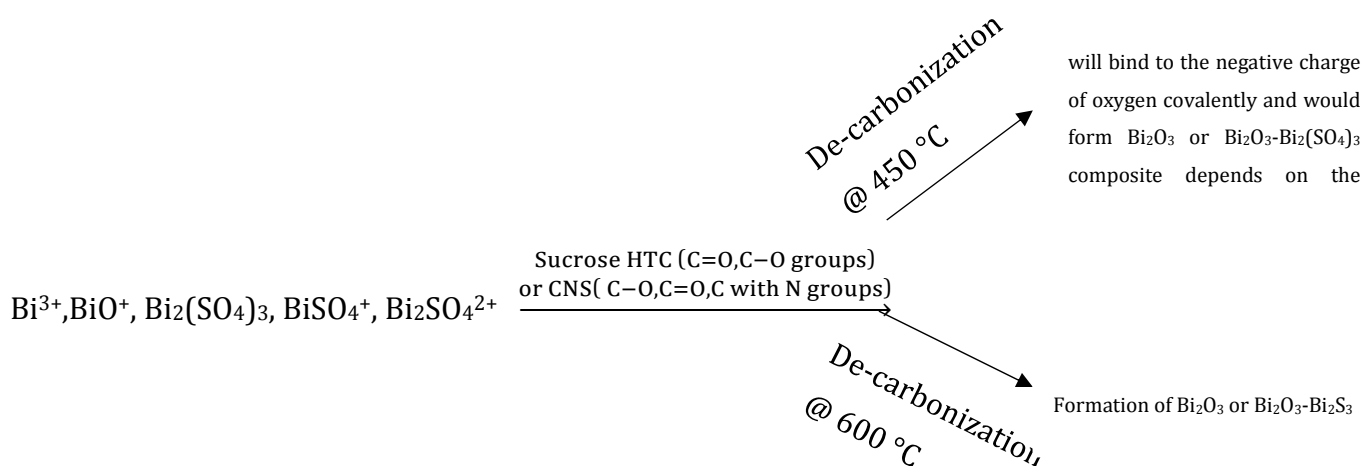 De-carbonization
@ 450 °C
will bind to the negative charge
of oxygen covalently and would
form Bi₂O₃ or Bi₂O₃-Bi₂(SO₄)₃
composite depends on the
Sucrose HTC (C=O,C−O groups)
or CNS( C−O,C=O,C with N groups)
Bi³⁺,BiO⁺, Bi₂(SO₄)₃, BiSO₄⁺, Bi₂SO₄²⁺
De-carbonization
@ 600 °C
Formation of Bi₂O₃ or Bi₂O₃-Bi₂S₃